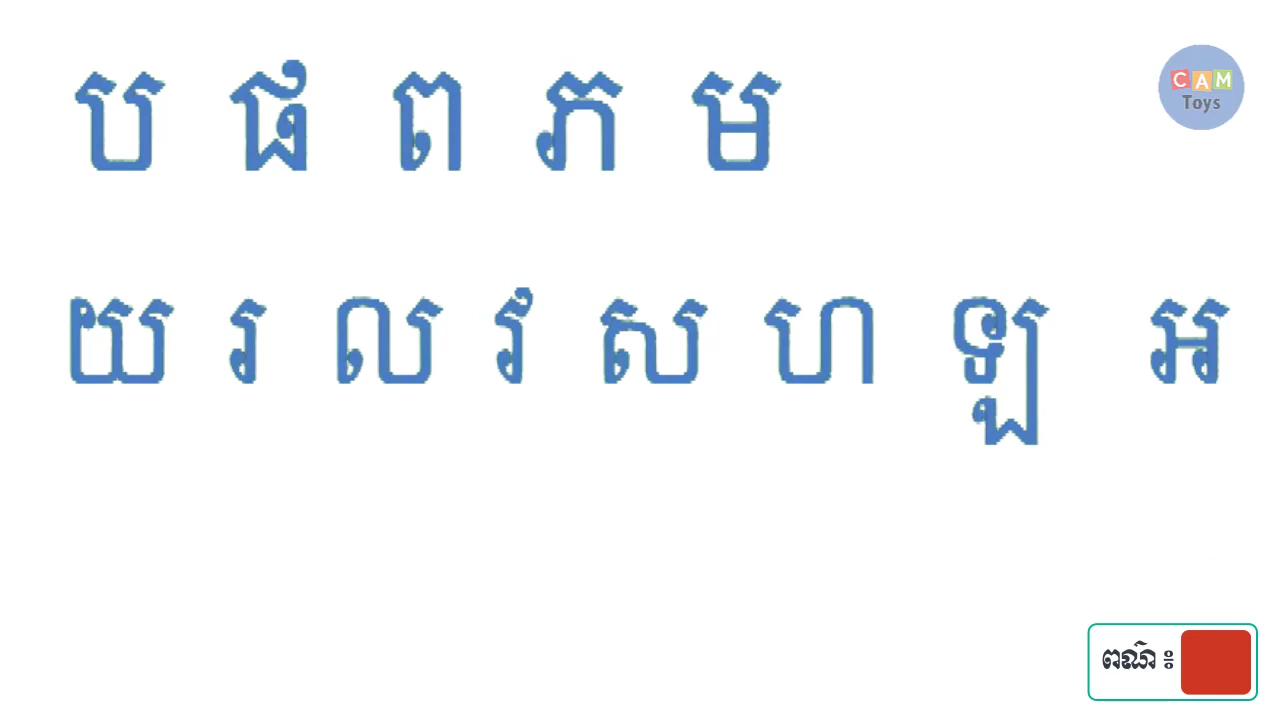 ប ផ ព ភ ម
CAM
Toys
យ រ ល វ ស ហ ឡ អ
ពណ៌ ៖